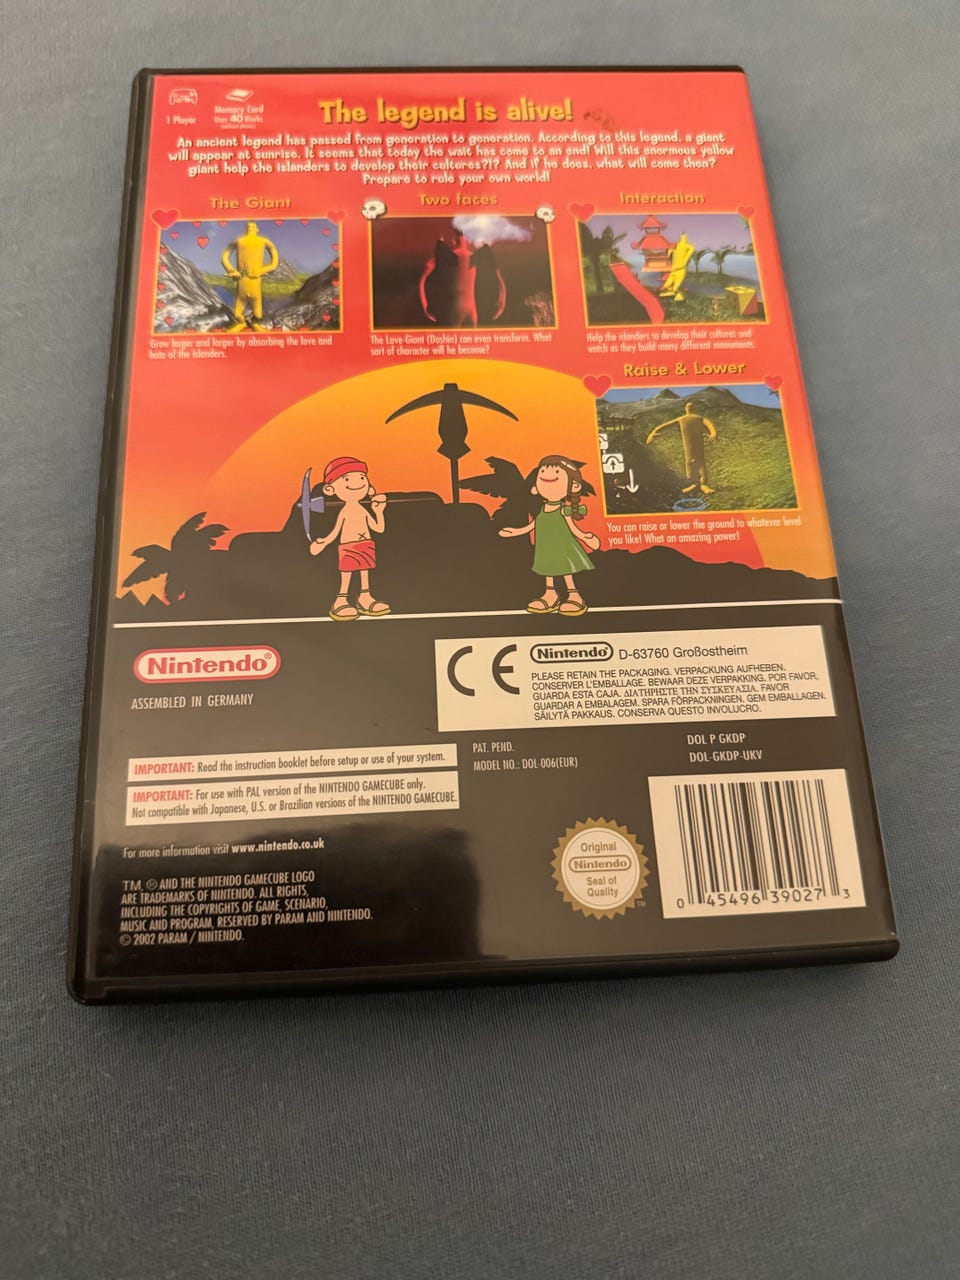 The legend is alive!
1 Player
Memory Card
Uses 40 Blocks
An ancient legend has passed from generation to generation. According to this legend, a giant
will appear at sunrise. It seems that today the wait has come to an end! Will this enormous yellow
giant help the islanders to develop their cultures?!? And if he does, what will come then?
Prepare to rule your own world!
The Giant
Two faces
Interaction
Grow larger and larger by absorbing the love and
hate of the islanders.
The Love Giant (Doshin) can even transform. What
sort of character will he become?
Help the islanders to develop their cultures and
watch as they build many different monuments.
Raise & Lower
You can raise or lower the ground to whatever level
you like! What an amazing power!
Nintendo®
ASSEMBLED IN GERMANY
CE
Nintendo® D-63760 Großostheim
PLEASE RETAIN THE PACKAGING. VERPACKUNG AUFHEBEN.
CONSERVER L'EMBALLAGE. BEWAAR DEZE VERPAKKING. POR FAVOR,
GUARDA ESTA CAJA. ΔΙΑΤΗΡΗΣΤΕ ΤΗΝ ΣΥΣΚΕΥΑΣΙΑ. FAVOR
GUARDAR A EMBALAGEM. SPARA FÖRPACKNINGEN. GEM EMBALLAGEN.
SÄILYTÄ PAKKAUS. CONSERVA QUESTO INVOLUCRO.
IMPORTANT: Read the instruction booklet before setup or use of your system.
IMPORTANT: For use with PAL version of the NINTENDO GAMECUBE only.
Not compatible with Japanese, U.S. or Brazilian versions of the NINTENDO GAMECUBE.
PAT. PEND.
MODEL NO.: DOL-006(EUR)
DOL P GKDP
DOL-GKDP-UKV
For more information visit www.nintendo.co.uk
TM, ® AND THE NINTENDO GAMECUBE LOGO
ARE TRADEMARKS OF NINTENDO. ALL RIGHTS,
INCLUDING THE COPYRIGHTS OF GAME, SCENARIO,
MUSIC AND PROGRAM, RESERVED BY PARAM AND NINTENDO.
© 2002 PARAM / NINTENDO.
Original
Nintendo
Seal of
Quality
TM
0 45496 39027 3